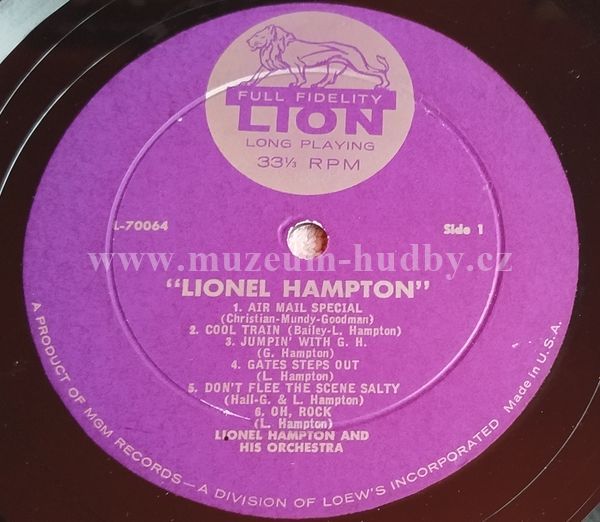 FULL FIDELITY
LION
LONG PLAYING
33⅓ RPM
L-70064
Side 1
www.muzeum-hudby.cz
"LIONEL HAMPTON"
1. AIR MAIL SPECIAL
(Christian-Mundy-Goodman)
2. COOL TRAIN (Bailey-L. Hampton)
3. JUMPIN' WITH G. H.
(G. Hampton)
4. GATES STEPS OUT
(L. Hampton)
5. DON'T FLEE THE SCENE SALTY
(Hall-G. & L. Hampton)
6. OH, ROCK
(L. Hampton)
LIONEL HAMPTON AND
HIS ORCHESTRA
A PRODUCT OF MGM RECORDS—A DIVISION OF LOEW'S INCORPORATED
Made in U.S.A.